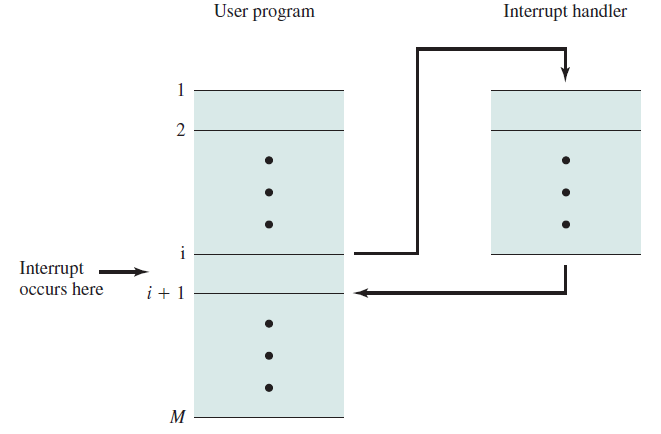 User program
Interrupt handler
1
2
i
Interrupt
occurs here
i + 1
M